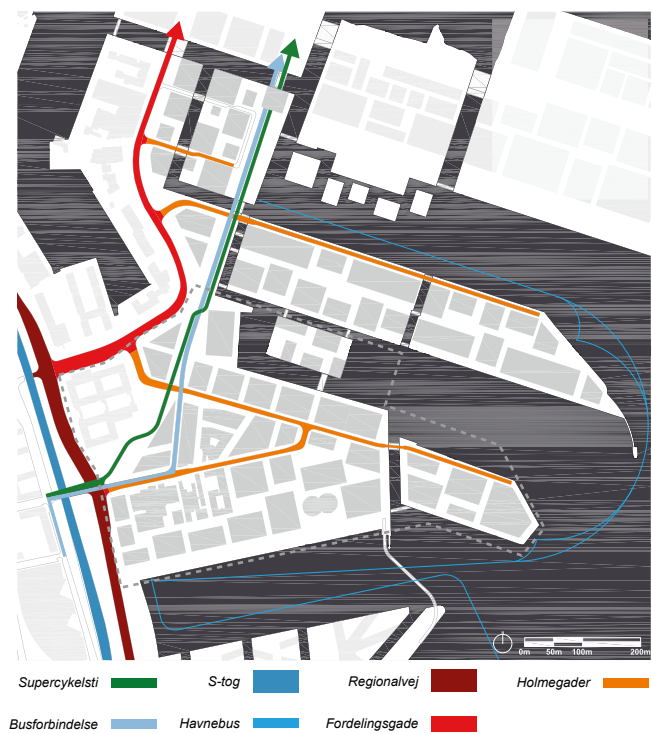 0m 50m 100m 200m
Supercykelsti S-tog Regionalvej Holmegader
Busforbindelse Havnebus Fordelingsgade